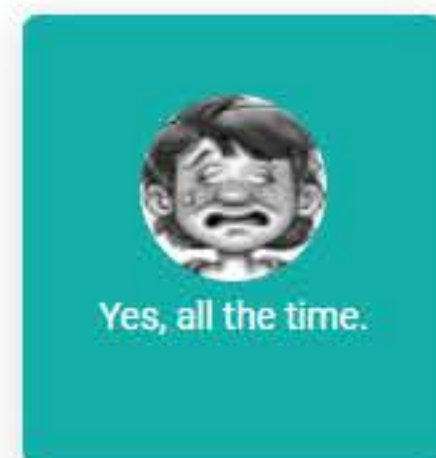 Yes, all the time.